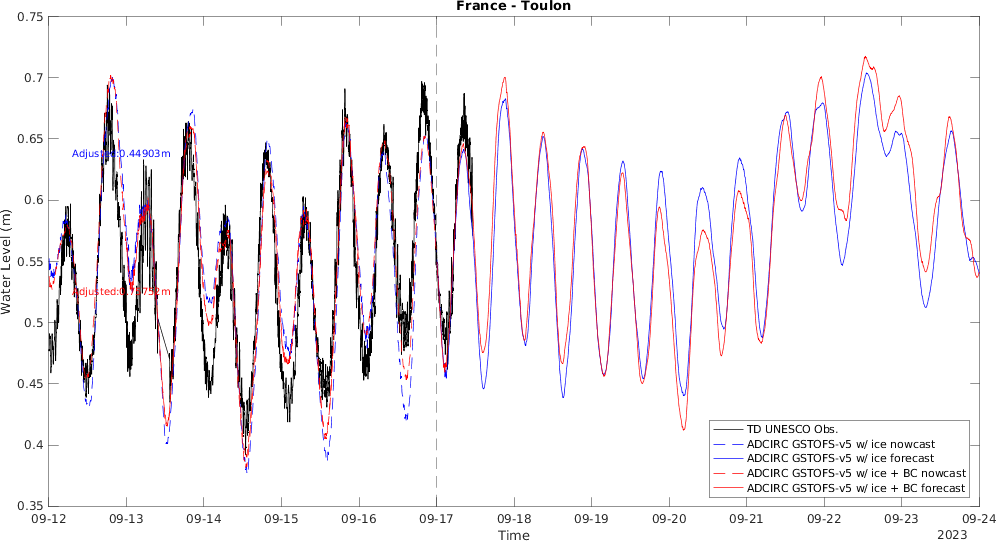 France - Toulon
0.75
0.7
0.65
0.6
0.55
0.5
0.45
0.4
0.35
Water Level (m)
Adjusted:0.44903m
09-12
09-13
09-14
09-15
09-16
09-17
09-18
09-19
09-20
09-21
09-22
09-23
09-24
Time
2023
TD UNESCO Obs.
ADCIRC GSTOFS-v5 w/ ice nowcast
ADCIRC GSTOFS-v5 w/ ice forecast
ADCIRC GSTOFS-v5 w/ ice + BC nowcast
ADCIRC GSTOFS-v5 w/ ice + BC forecast